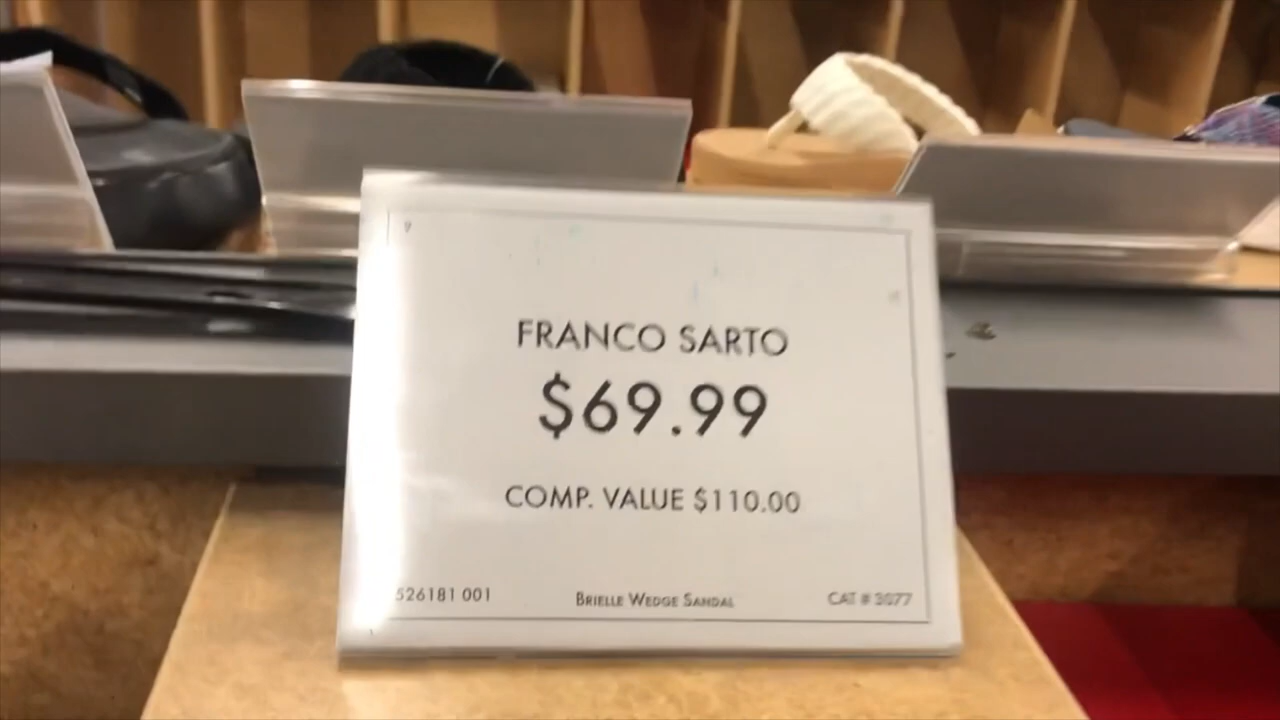 FRANCO SARTO
$69.99
COMP. VALUE $110.00
526181 001 BRIELLE WEDGE SANDAL CAT # 3077